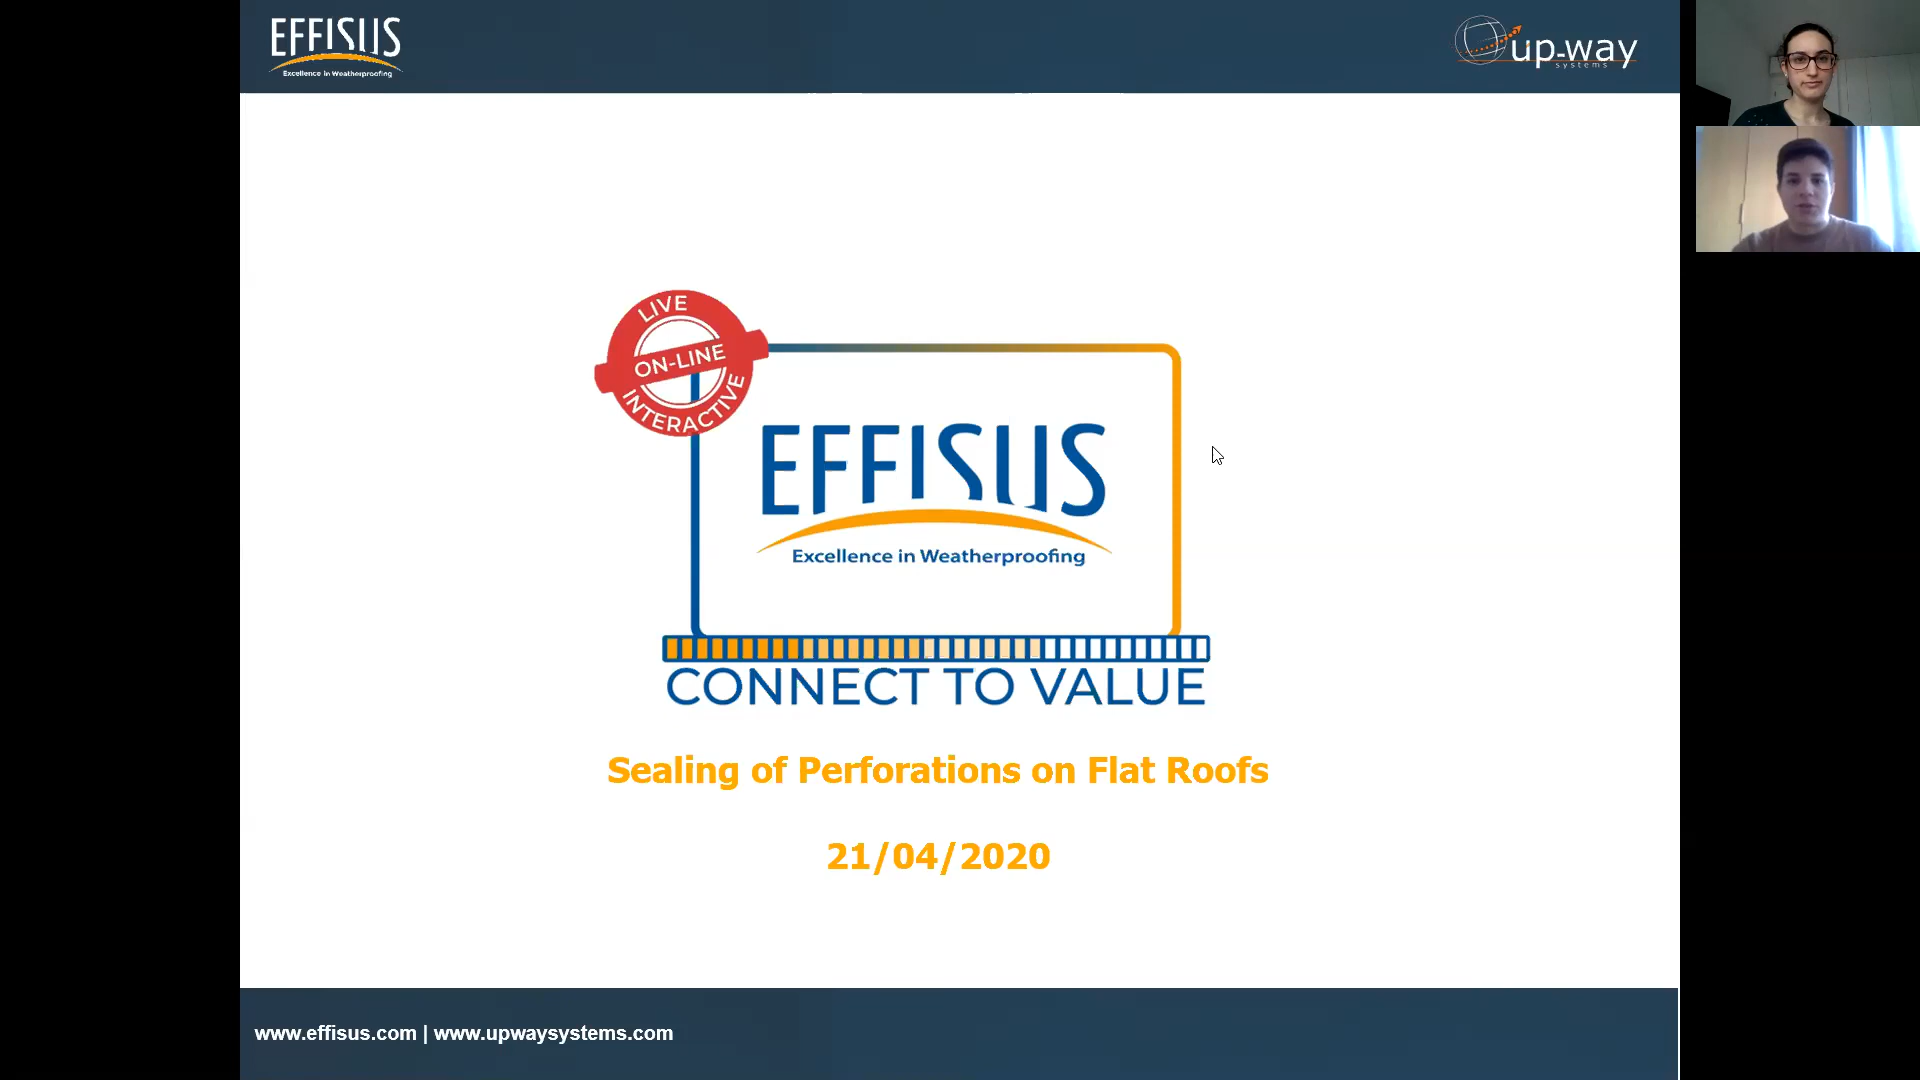 EFFISUS
Excellence in Weatherproofing
up-way
systems
LIVE
ON-LINE
INTERACTIVE
EFFISUS
Excellence in Weatherproofing
CONNECT TO VALUE
Sealing of Perforations on Flat Roofs
21/04/2020
www.effisus.com | www.upwaysystems.com